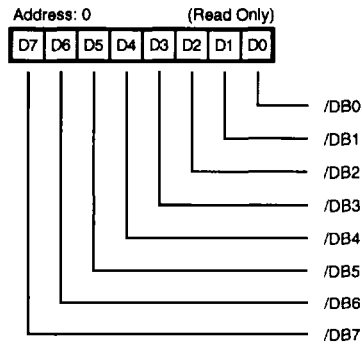 Address: 0 (Read Only)
D7 D6 D5 D4 D3 D2 D1 D0
/DB0
/DB1
/DB2
/DB3
/DB4
/DB5
/DB6
/DB7